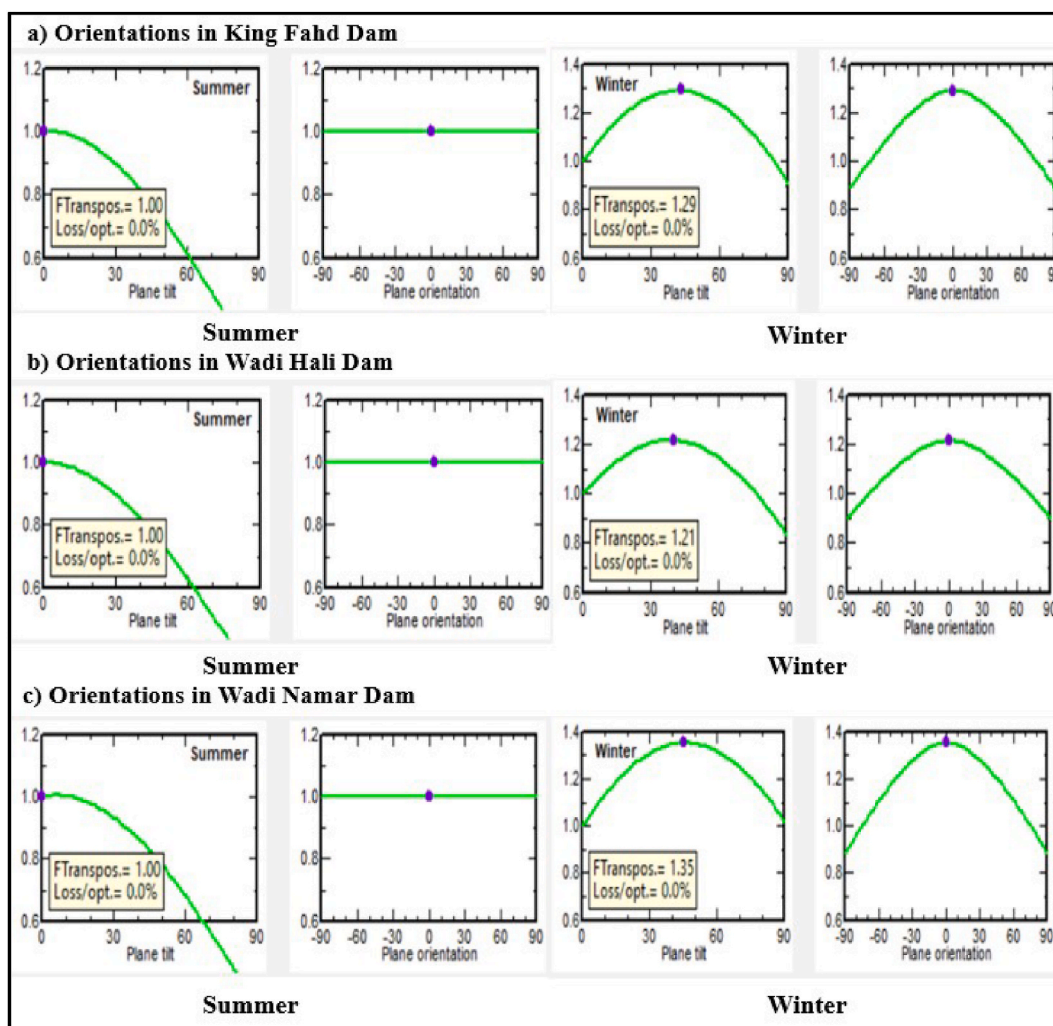 a) Orientations in King Fahd Dam
1.2
1.0
0.8
0.6
Summer
FTranspos.= 1.00
Loss/opt.= 0.0%
0 30 60 90
Plane tilt
1.2
1.0
0.8
0.6
-90 -60 -30 0 30 60 90
Plane orientation
1.4
1.2
1.0
0.8
0.6
Winter
FTranspos.= 1.29
Loss/opt.= 0.0%
0 30 60 90
Plane tilt
1.4
1.2
1.0
0.8
0.6
-90 -60 -30 0 30 60 90
Plane orientation
Summer Winter
b) Orientations in Wadi Hali Dam
1.2
1.0
0.8
0.6
Summer
FTranspos.= 1.00
Loss/opt.= 0.0%
0 30 60 90
Plane tilt
1.2
1.0
0.8
0.6
-90 -60 -30 0 30 60 90
Plane orientation
1.4
1.2
1.0
0.8
0.6
Winter
FTranspos.= 1.21
Loss/opt.= 0.0%
0 30 60 90
Plane tilt
1.4
1.2
1.0
0.8
0.6
-90 -60 -30 0 30 60 90
Plane orientation
Summer Winter
c) Orientations in Wadi Namar Dam
1.2
1.0
0.8
0.6
Summer
FTranspos.= 1.00
Loss/opt.= 0.0%
0 30 60 90
Plane tilt
1.2
1.0
0.8
0.6
-90 -60 -30 0 30 60 90
Plane orientation
1.4
1.2
1.0
0.8
0.6
Winter
FTranspos.= 1.35
Loss/opt.= 0.0%
0 30 60 90
Plane tilt
1.4
1.2
1.0
0.8
0.6
-90 -60 -30 0 30 60 90
Plane orientation
Summer Winter